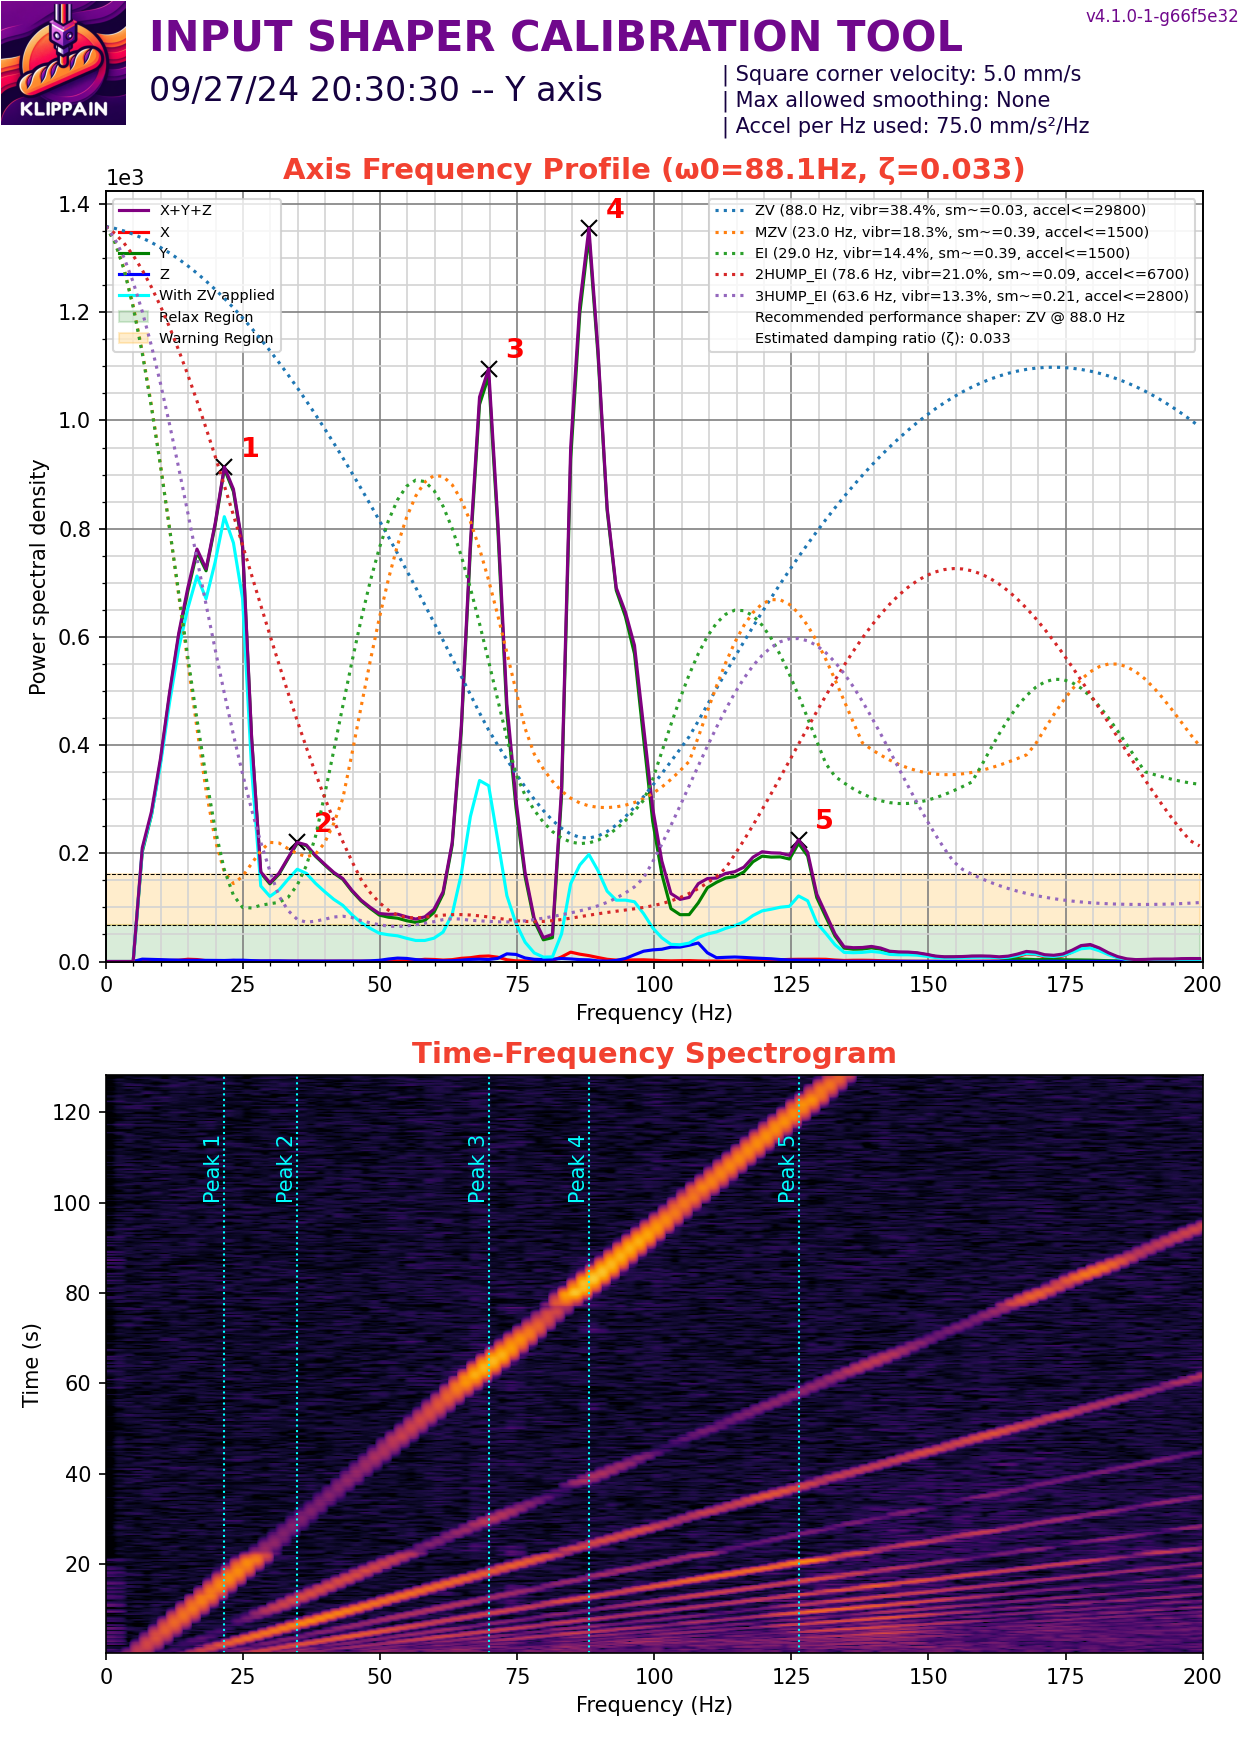 v4.1.0-1-g66f5e32
INPUT SHAPER CALIBRATION TOOL
09/27/24 20:30:30 -- Y axis
| Square corner velocity: 5.0 mm/s
| Max allowed smoothing: None
| Accel per Hz used: 75.0 mm/s²/Hz
KLIPPAIN
Axis Frequency Profile (ω0=88.1Hz, ζ=0.033)
1e3
X+Y+Z
X
Y
Z
With ZV applied
Relax Region
Warning Region
ZV (88.0 Hz, vibr=38.4%, sm~=0.03, accel<=29800)
MZV (23.0 Hz, vibr=18.3%, sm~=0.39, accel<=1500)
EI (29.0 Hz, vibr=14.4%, sm~=0.39, accel<=1500)
2HUMP_EI (78.6 Hz, vibr=21.0%, sm~=0.09, accel<=6700)
3HUMP_EI (63.6 Hz, vibr=13.3%, sm~=0.21, accel<=2800)
Recommended performance shaper: ZV @ 88.0 Hz
Estimated damping ratio (ζ): 0.033
1
2
3
4
5
Power spectral density
1.4
1.2
1.0
0.8
0.6
0.4
0.2
0.0
0 25 50 75 100 125 150 175 200
Frequency (Hz)
Time-Frequency Spectrogram
Peak 1
Peak 2
Peak 3
Peak 4
Peak 5
Time (s)
120
100
80
60
40
20
0 25 50 75 100 125 150 175 200
Frequency (Hz)